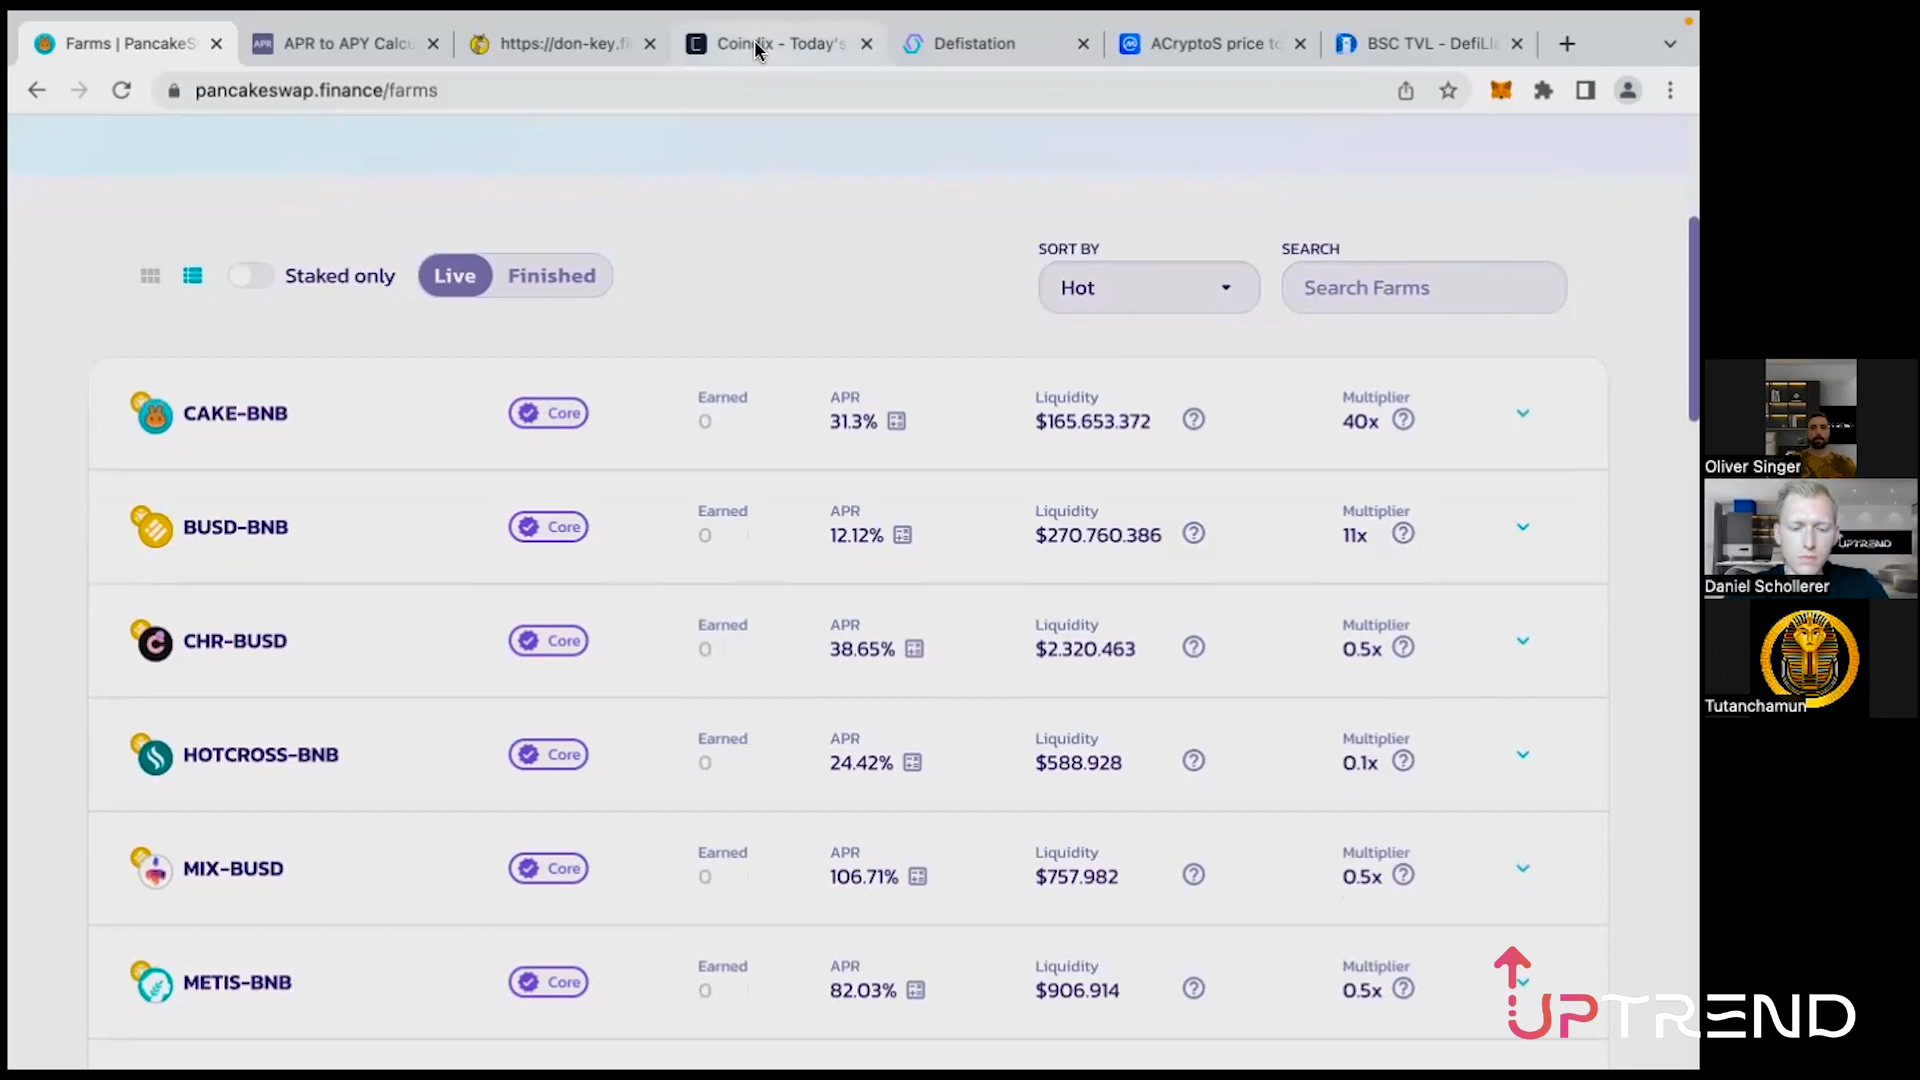 Farms | PancakeS
APR
APR to APY Calcu
https://don-key.fi
Coindix - Today's
Defistation
ACryptoS price to
BSC TVL - DefiLl
pancakeswap.finance/farms
Staked only
Live
Finished
SORT BY
Hot
SEARCH
Search Farms
CAKE-BNB
Core
Earned
0
APR
31.3%
Liquidity
$165.653.372
Multiplier
40x
BUSD-BNB
Core
Earned
0
APR
12.12%
Liquidity
$270.760.386
Multiplier
11x
CHR-BUSD
Core
Earned
0
APR
38.65%
Liquidity
$2.320.463
Multiplier
0.5x
HOTCROSS-BNB
Core
Earned
0
APR
24.42%
Liquidity
$588.928
Multiplier
0.1x
MIX-BUSD
Core
Earned
0
APR
106.71%
Liquidity
$757.982
Multiplier
0.5x
METIS-BNB
Core
Earned
0
APR
82.03%
Liquidity
$906.914
Multiplier
0.5x
Oliver Singer
UPTREND
Daniel Schollerer
Tutanchamun
UPTREND